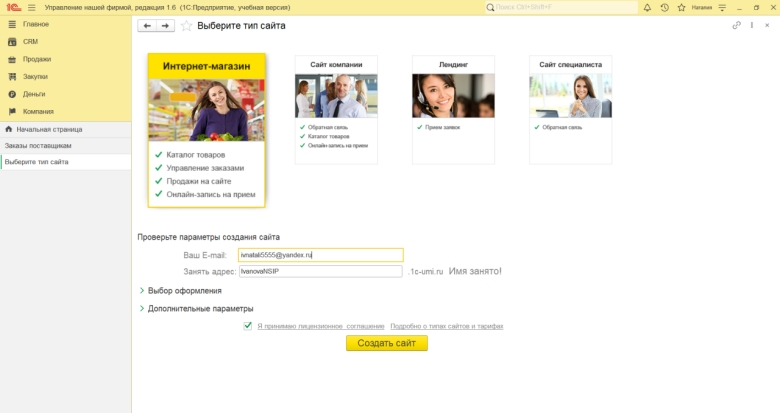 1С Управление нашей фирмой, редакция 1.6 (1С:Предприятие, учебная версия)
Поиск Ctrl+Shift+F
Наталия
Главное
CRM
Продажи
Закупки
Деньги
Компания
Начальная страница
Заказы поставщикам
Выберите тип сайта
Выберите тип сайта
Интернет-магазин
Каталог товаров
Управление заказами
Продажи на сайте
Онлайн-запись на прием
Сайт компании
Обратная связь
Каталог товаров
Онлайн-запись на прием
Лендинг
Прием заявок
Сайт специалиста
Обратная связь
Проверьте параметры создания сайта
Ваш E-mail: ivnatali5555@yandex.ru
Занять адрес: IvanovaNSIP .1c-umi.ru Имя занято!
Выбор оформления
Дополнительные параметры
Я принимаю лицензионное соглашение Подробно о типах сайтов и тарифах
Создать сайт